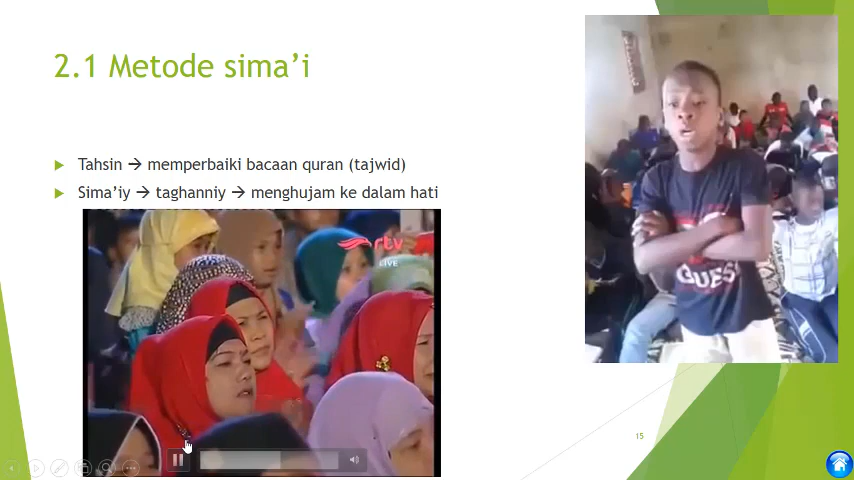 2.1 Metode sima’i
Tahsin → memperbaiki bacaan quran (tajwid)
Sima’iy → taghanniy → menghujam ke dalam hati
rtv
LIVE
GUESS
15